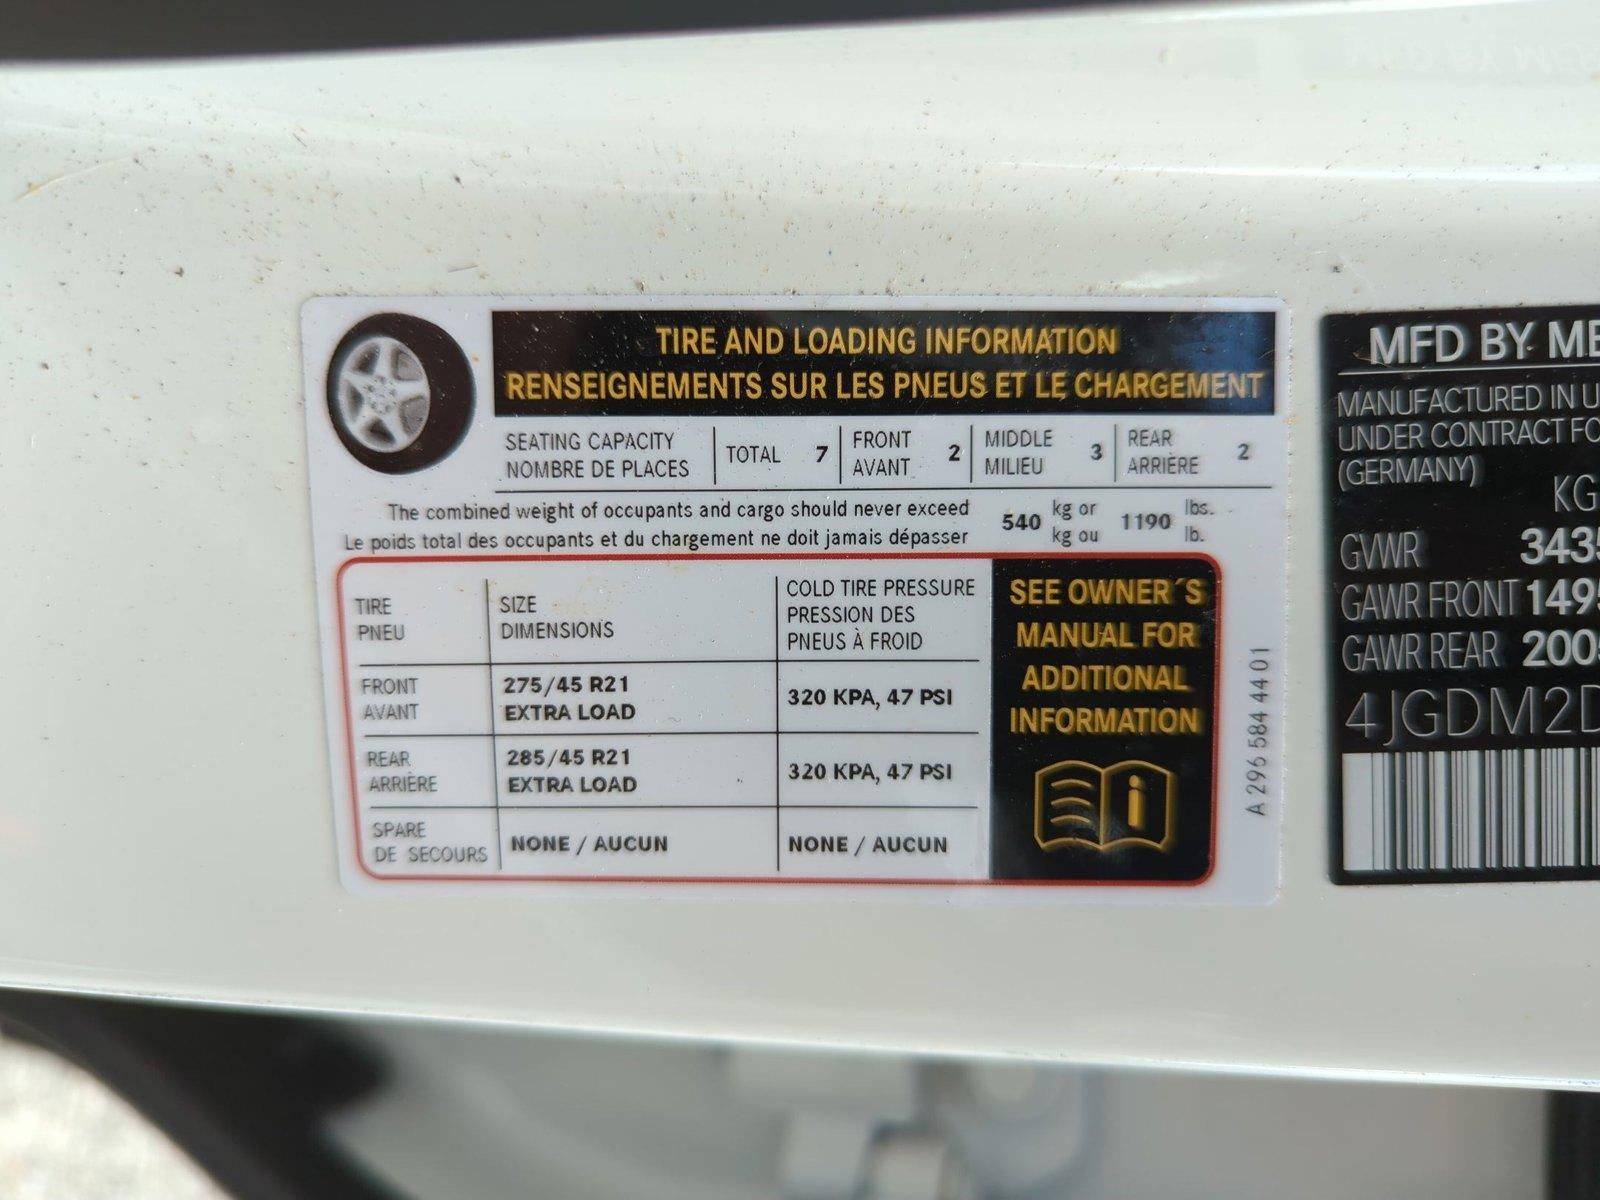 TIRE AND LOADING INFORMATION
RENSEIGNEMENTS SUR LES PNEUS ET LE CHARGEMENT
SEATING CAPACITY
NOMBRE DE PLACES
TOTAL 7
FRONT
AVANT
2
MIDDLE
MILIEU
3
REAR
ARRIÈRE
2
The combined weight of occupants and cargo should never exceed
Le poids total des occupants et du chargement ne doit jamais dépasser
540
kg or
kg ou
1190
lbs.
lb.
TIRE
PNEU
SIZE
DIMENSIONS
COLD TIRE PRESSURE
PRESSION DES
PNEUS À FROID
FRONT
AVANT
275/45 R21
EXTRA LOAD
320 KPA, 47 PSI
REAR
ARRIÈRE
285/45 R21
EXTRA LOAD
320 KPA, 47 PSI
SPARE
DE SECOURS
NONE / AUCUN
NONE / AUCUN
SEE OWNER´S
MANUAL FOR
ADDITIONAL
INFORMATION
i
A 296 584 44 01
MFD BY ME
MANUFACTURED IN U
UNDER CONTRACT FO
(GERMANY)
KG
GVWR 3435
GAWR FRONT 1495
GAWR REAR 2005
4JGDM2D